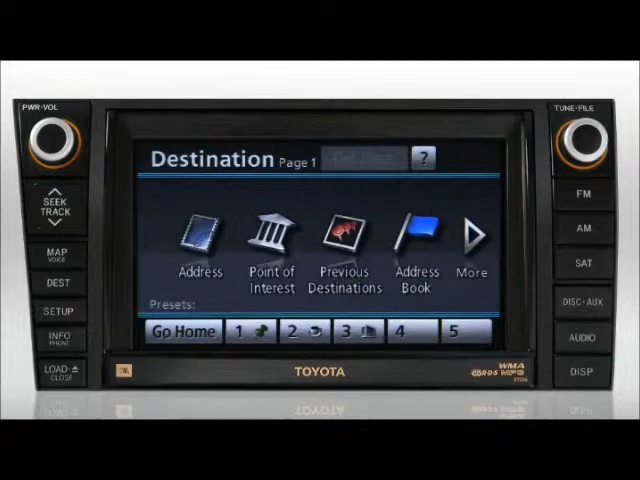 PWR·VOL
TUNE·FILE
Destination Page 1
?
SEEK
TRACK
FM
AM
MAP
VOICE
Address
Point of
Interest
Previous
Destinations
Address
Book
More
SAT
DEST
SETUP
Presets:
DISC·AUX
Go Home 1 2 3 4 5
INFO
PHONE
AUDIO
LOAD·
CLOSE
JBL
TOYOTA
WMA
MP3
DISP